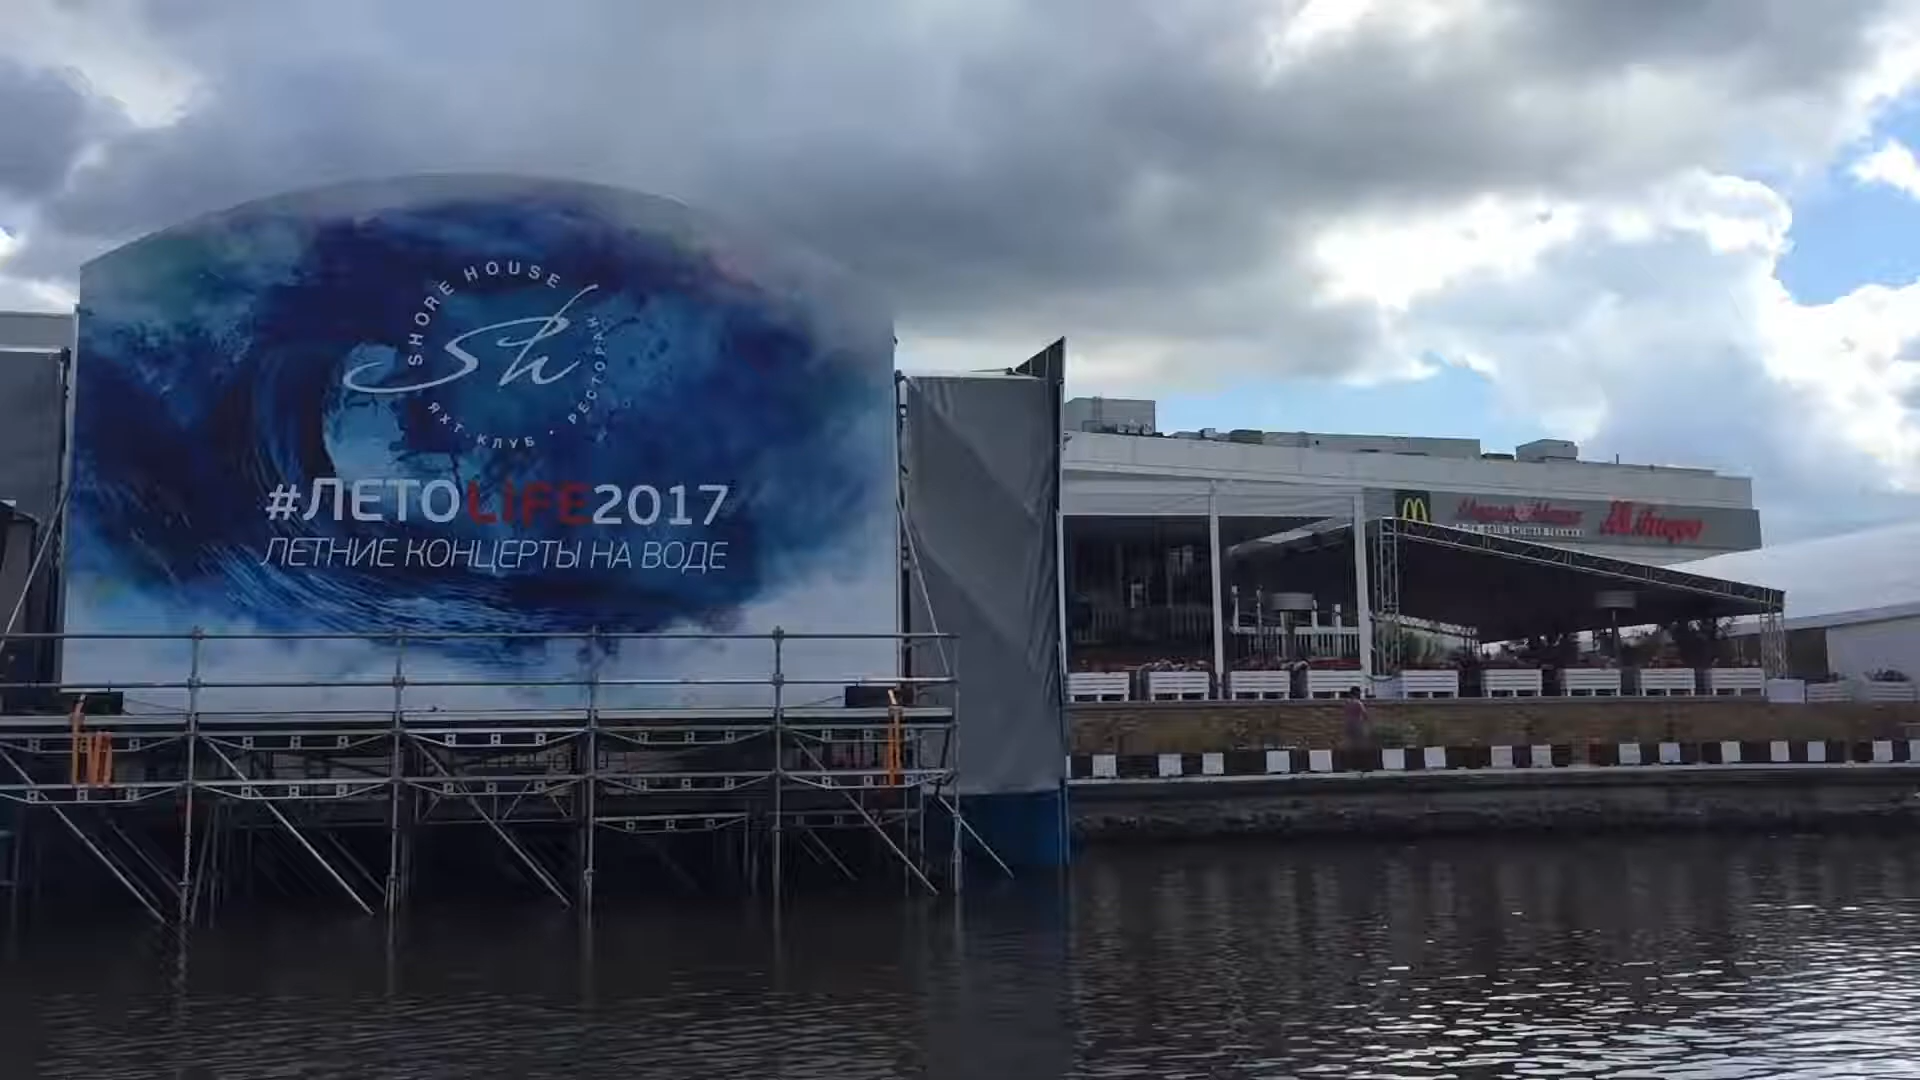 SHORE HOUSE
Sh
ЯХТ-КЛУБ • РЕСТОРАН
#ЛЕТОLIFE2017
ЛЕТНИЕ КОНЦЕРТЫ НА ВОДЕ